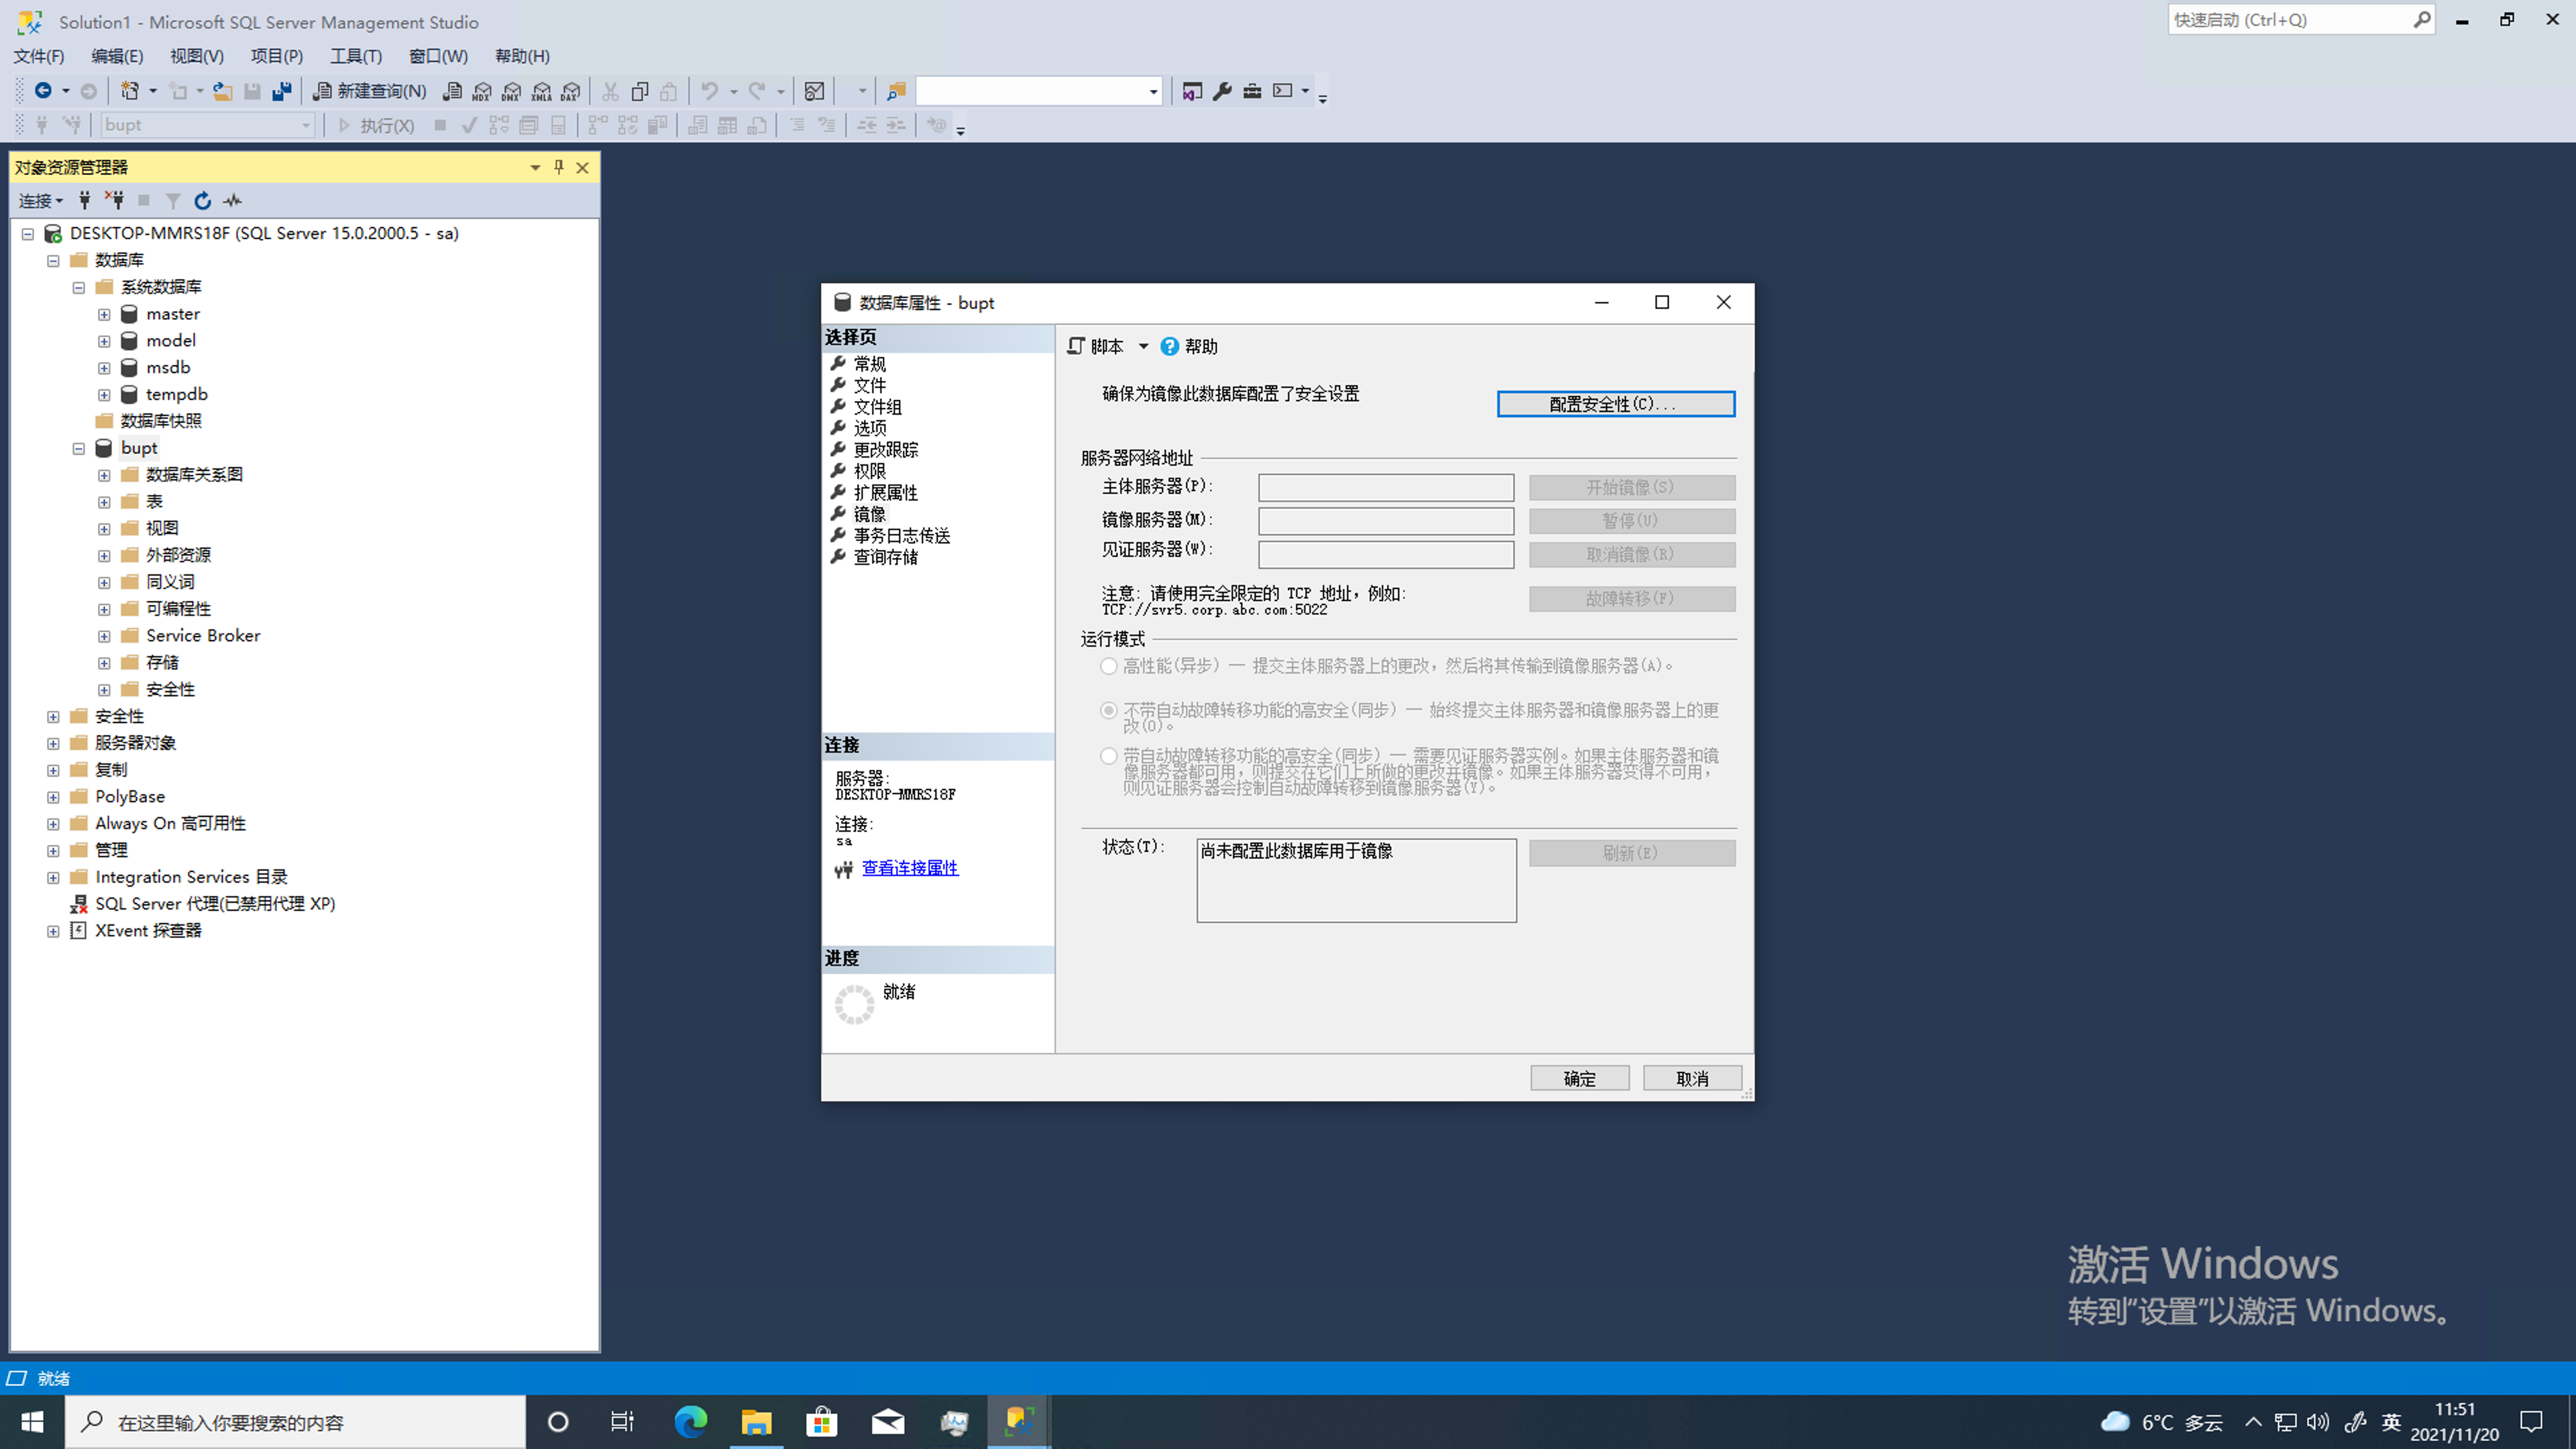 Solution1 - Microsoft SQL Server Management Studio
快速启动 (Ctrl+Q)
文件(F) 编辑(E) 视图(V) 项目(P) 工具(T) 窗口(W) 帮助(H)
新建查询(N) MDX DMX XMLA DAX
bupt 执行(X)
对象资源管理器
连接
DESKTOP-MMRS18F (SQL Server 15.0.2000.5 - sa)
数据库
系统数据库
master
model
msdb
tempdb
数据库快照
bupt
数据库关系图
表
视图
外部资源
同义词
可编程性
Service Broker
存储
安全性
安全性
服务器对象
复制
PolyBase
Always On 高可用性
管理
Integration Services 目录
SQL Server 代理(已禁用代理 XP)
XEvent 探查器
数据库属性 - bupt
选择页
常规
文件
文件组
选项
更改跟踪
权限
扩展属性
镜像
事务日志传送
查询存储
连接
服务器:
DESKTOP-MMRS18F
连接:
sa
查看连接属性
进度
就绪
脚本 帮助
确保为镜像此数据库配置了安全设置
配置安全性(C)...
服务器网络地址
主体服务器(P): 开始镜像(S)
镜像服务器(M): 暂停(U)
见证服务器(W): 取消镜像(R)
注意: 请使用完全限定的 TCP 地址，例如:
TCP://svr5.corp.abc.com:5022
故障转移(F)
运行模式
高性能(异步) — 提交主体服务器上的更改，然后将其传输到镜像服务器(A)。
不带自动故障转移功能的高安全(同步) — 始终提交主体服务器和镜像服务器上的更
改(O)。
带自动故障转移功能的高安全(同步) — 需要见证服务器实例。如果主体服务器和镜
像服务器都可用，则提交在它们上所做的更改并镜像。如果主体服务器变得不可用，
则见证服务器会控制自动故障转移到镜像服务器(Y)。
状态(T): 尚未配置此数据库用于镜像 刷新(E)
确定 取消
激活 Windows
转到"设置"以激活 Windows。
就绪
在这里输入你要搜索的内容
6°C 多云 英 11:51
2021/11/20